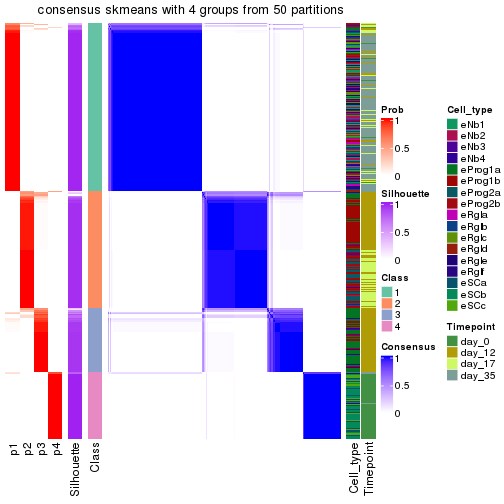 consensus skmeans with 4 groups from 50 partitions
p1
p2
p3
p4
Silhouette
Class
Cell_type
Timepoint
Prob
1
0.5
0
Silhouette
1
0.5
0
Class
1
2
3
4
Consensus
1
0.5
0
Cell_type
eNb1
eNb2
eNb3
eNb4
eProg1a
eProg1b
eProg2a
eProg2b
eRgla
eRglb
eRglc
eRgld
eRgle
eRglf
eSCa
eSCb
eSCc
Timepoint
day_0
day_12
day_17
day_35